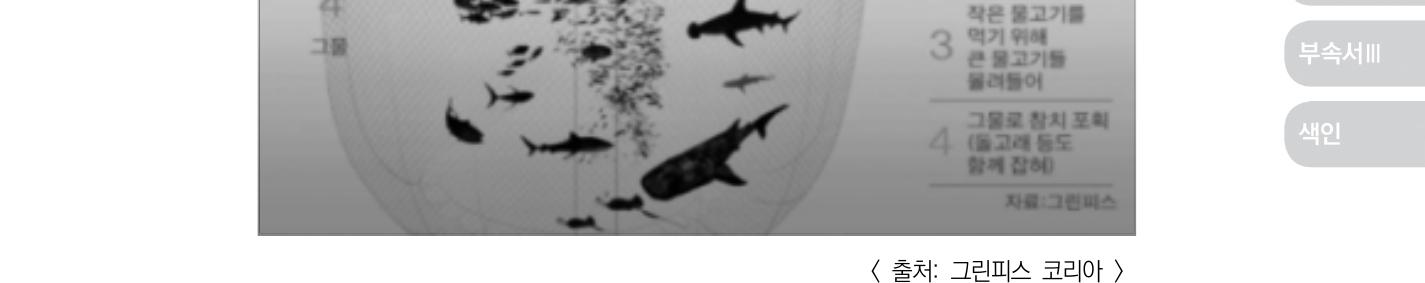 4
그물
3
작은 물고기를
먹기 위해
큰 물고기들
몰려들어
4
그물로 참치 포획
(돌고래 등도
함께 잡혀)
자료:그린피스
〈 출처: 그린피스 코리아 〉
부속서Ⅲ
색인